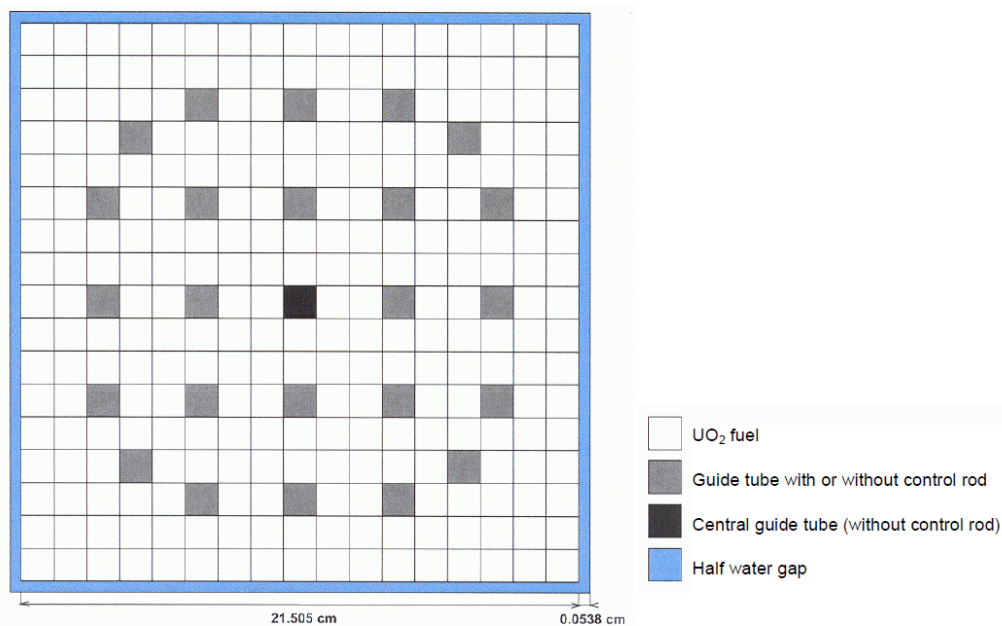 UO₂ fuel
Guide tube with or without control rod
Central guide tube (without control rod)
Half water gap
21.505 cm
0.0538 cm